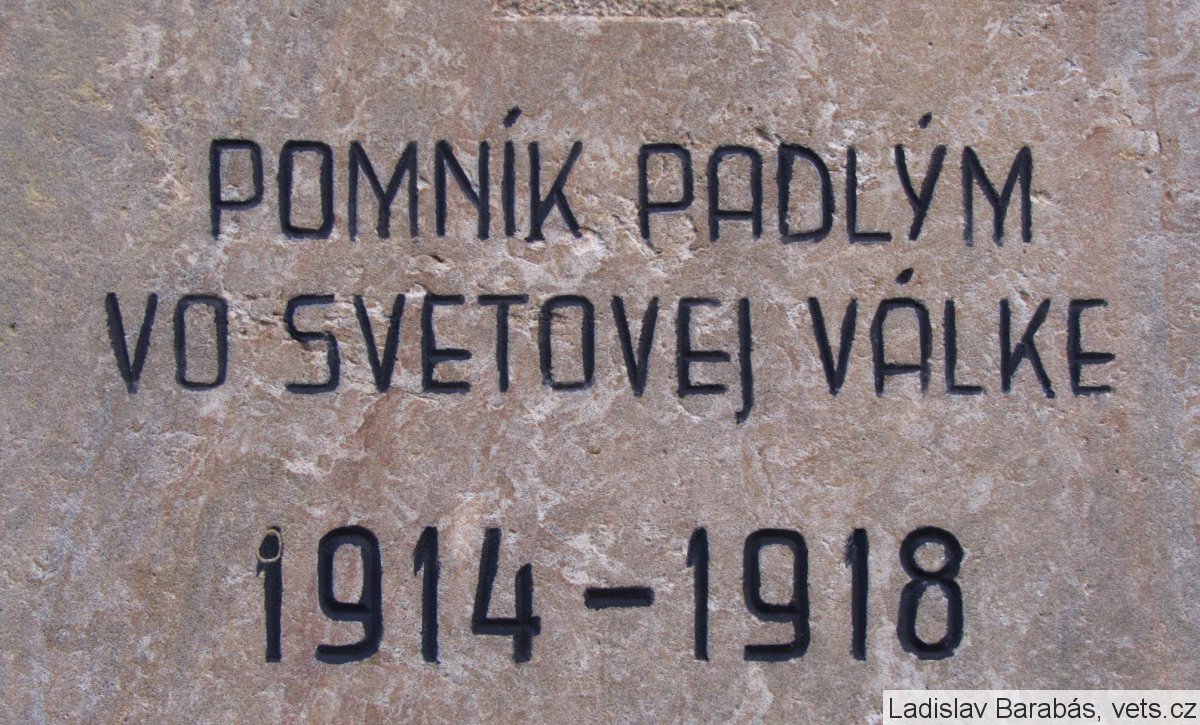 POMNÍK PADLÝM
VO SVETOVEJ VÁLKE
1914-1918
Ladislav Barabás, vets.cz